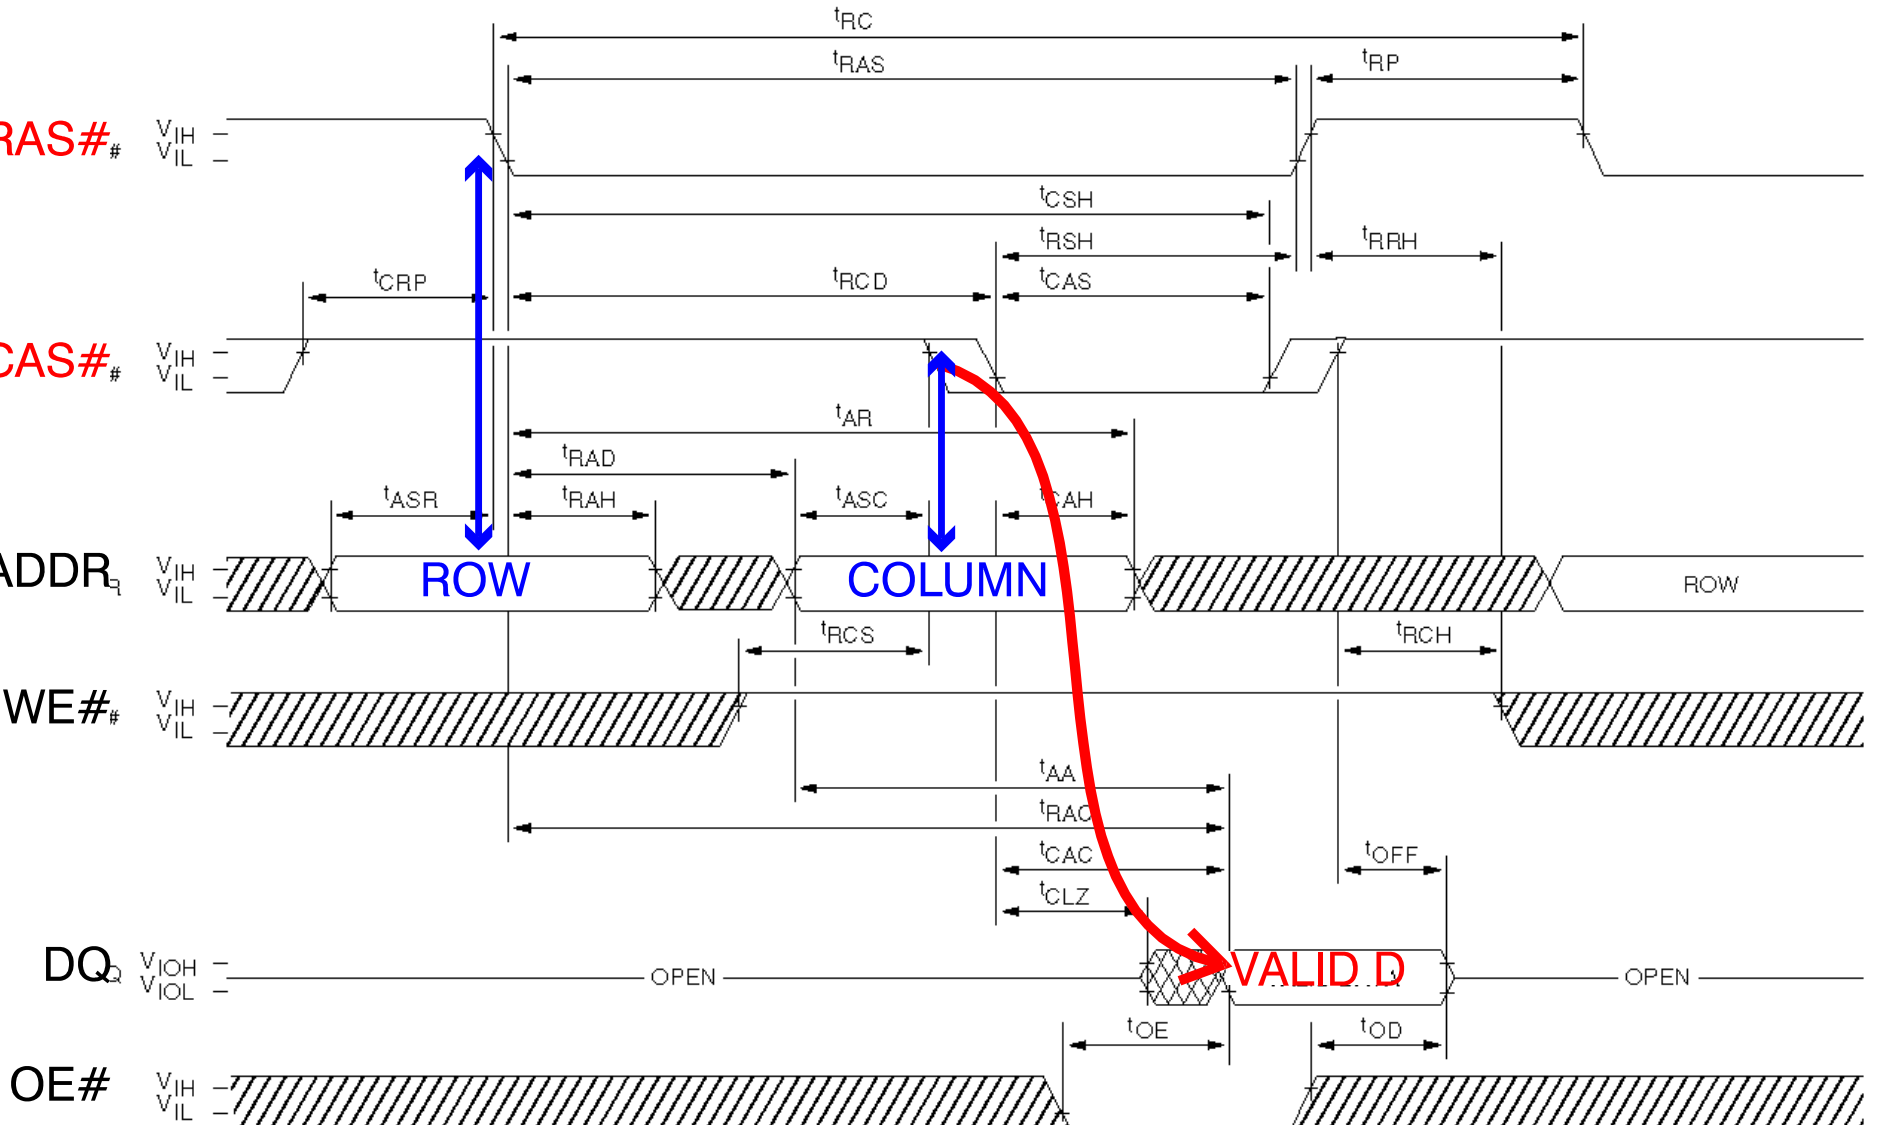 tRC
tRAS tRP
RAS## VIH
VIL
tCSH
tRSH tRRH
tCRP tRCD tCAS
CAS## VIH
VIL
tAR
tRAD
tASR tRAH tASC tCAH
ADDR R VIH
VIL
ROW COLUMN ROW
tRCS tRCH
WE## VIH
VIL
tAA
tRAC
tCAC tOFF
tCLZ
DQ Q VIOH
VIOL
OPEN VALID D OPEN
tOE tOD
OE# VIH
VIL